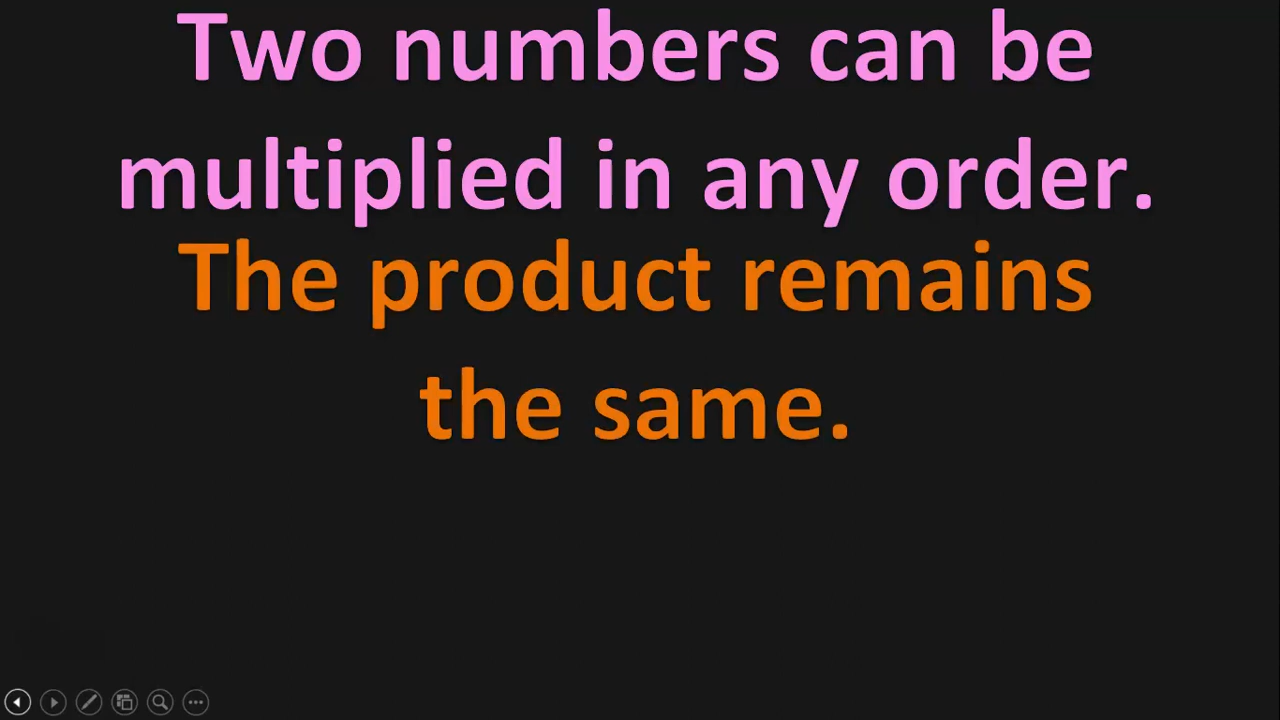 Two numbers can be
multiplied in any order.
The product remains
the same.